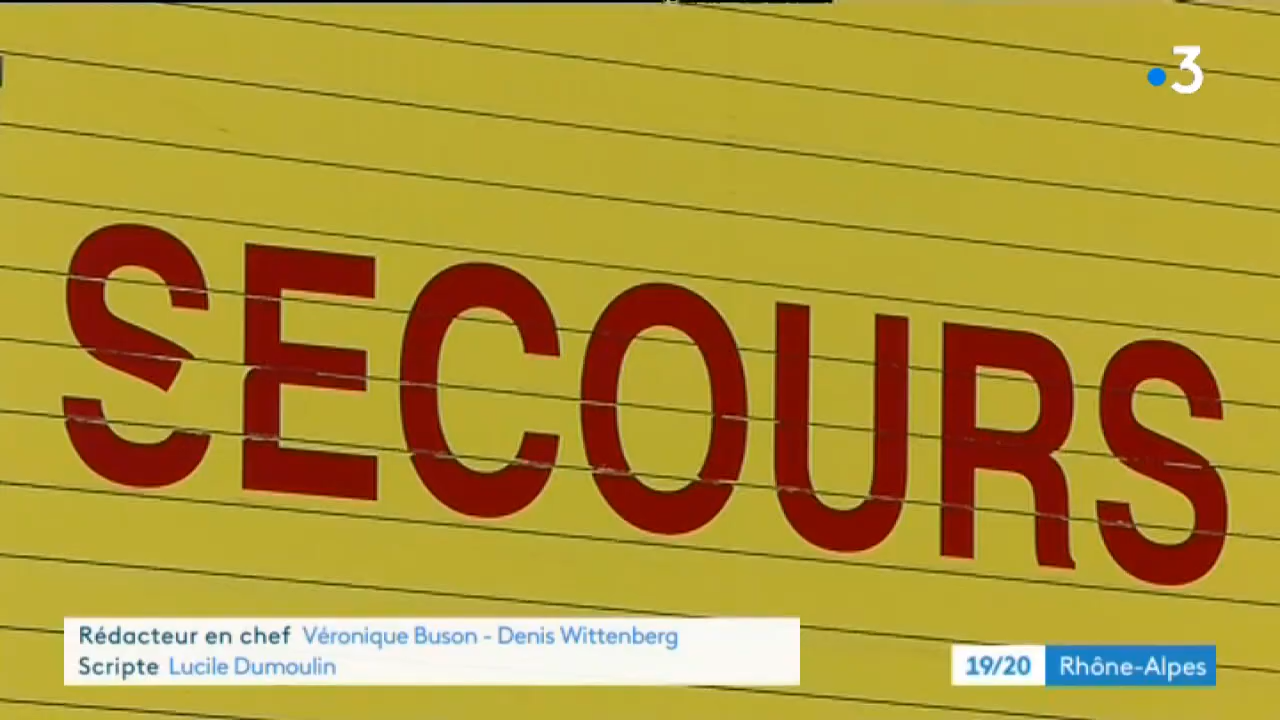 3
SECOURS
Rédacteur en chef Véronique Buson - Denis Wittenberg
Scripte Lucile Dumoulin
19/20 Rhône-Alpes